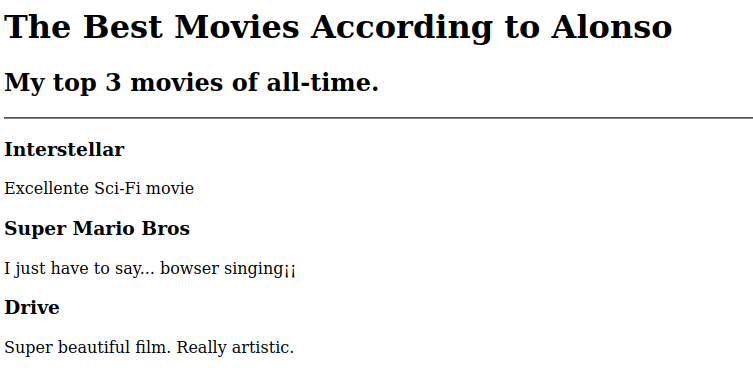 The Best Movies According to Alonso
My top 3 movies of all-time.
Interstellar
Excellente Sci-Fi movie
Super Mario Bros
I just have to say... bowser singing¡¡
Drive
Super beautiful film. Really artistic.